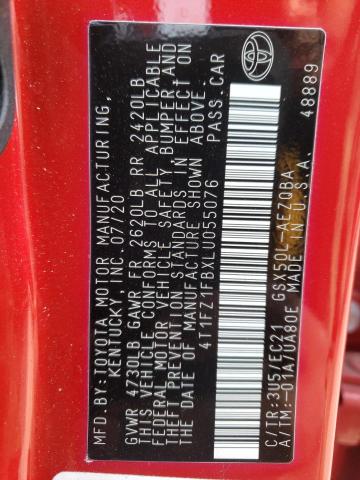 MFD. BY: TOYOTA MOTOR MANUFACTURING,
KENTUCKY, INC. 07/20
GVWR 4730LB GAWR FR 2620LB RR 2420LB
THIS VEHICLE CONFORMS TO ALL APPLICABLE
FEDERAL MOTOR VEHICLE SAFETY BUMPER AND
THEFT PREVENTION STANDARDS IN EFFECT ON
THE DATE OF MANUFACTURE SHOWN ABOVE.
4T1FZ1FBXLU055076 PASS. CAR
C/TR:3U5/EC21 GSX50L-AEZQBA
A/TM:-01A/UA80E MADE IN U.S.A.
48889